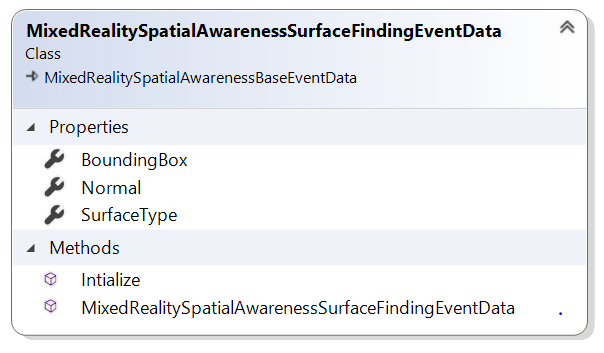 MixedRealitySpatialAwarenessSurfaceFindingEventData
Class
MixedRealitySpatialAwarenessBaseEventData
Properties
BoundingBox
Normal
SurfaceType
Methods
Intialize
MixedRealitySpatialAwarenessSurfaceFindingEventData .